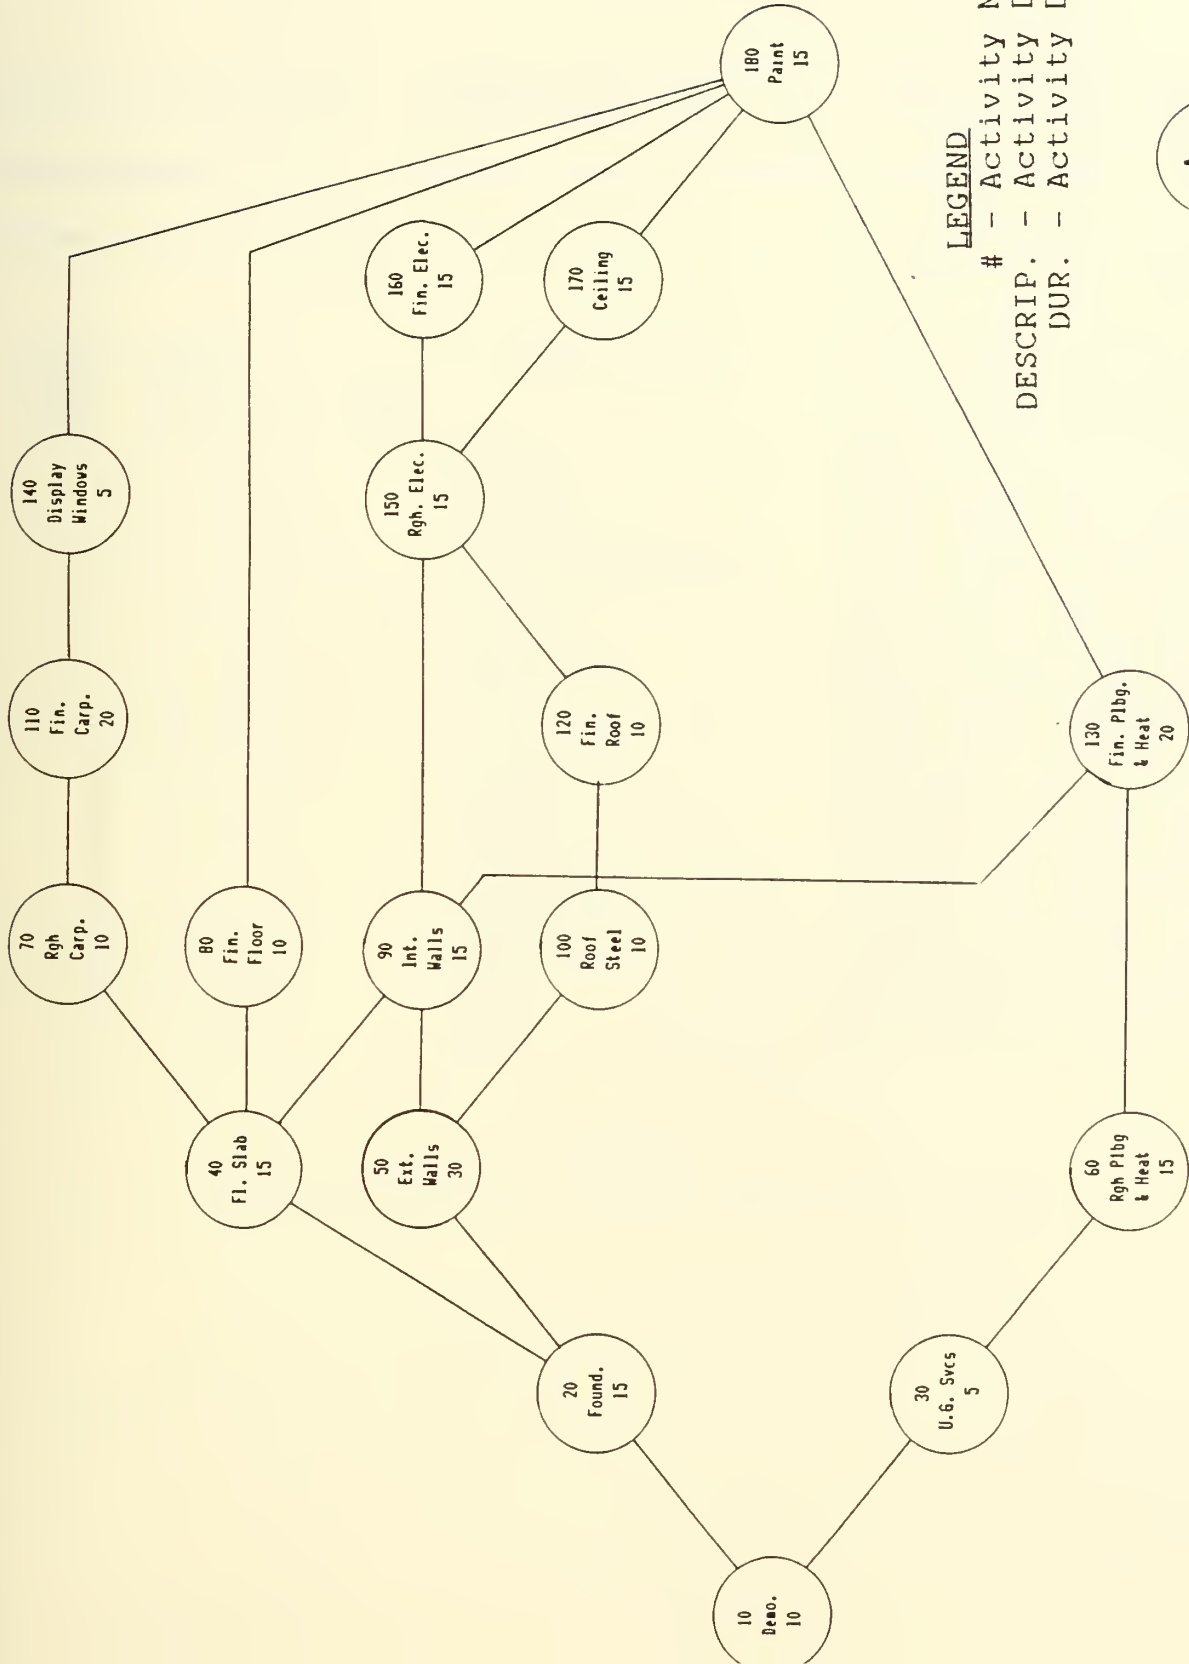 180
Paint
15
140
Display
Windows
5
160
Fin. Elec.
15
170
Ceiling
15
150
Rgh. Elec.
15
110
Fin.
Carp.
20
120
Fin.
Roof
10
130
Fin. Plbg.
& Heat
20
70
Rgh
Carp.
10
80
Fin.
Floor
10
90
Int.
Walls
15
100
Roof
Steel
10
40
Fl. Slab
15
50
Ext.
Walls
30
60
Rgh Plbg
& Heat
15
20
Found.
15
30
U.G. Svcs
5
10
Demo.
10
LEGEND
# - Activity
DESCRIP. - Activity
DUR. - Activity